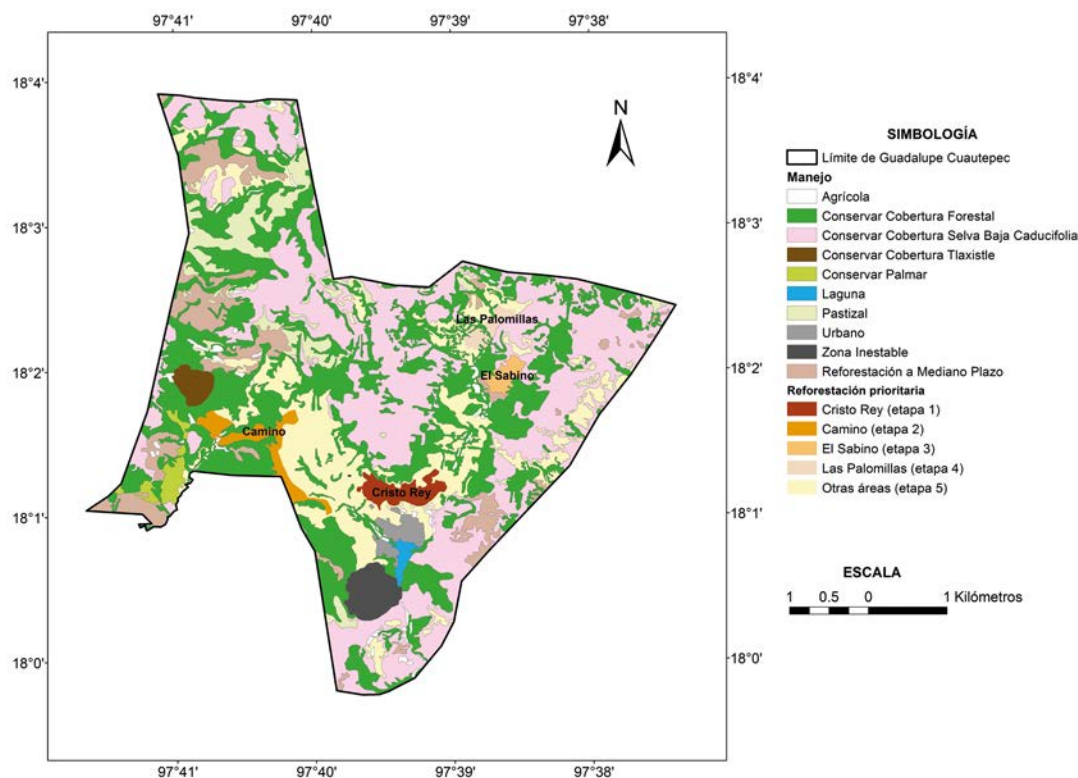 97°41' 97°40' 97°39' 97°38'
18°4' 18°4'
N
SIMBOLOGÍA
Límite de Guadalupe Cuautepec
Manejo
Agrícola
Conservar Cobertura Forestal
18°3' 18°3'
Conservar Cobertura Selva Baja Caducifolia
Conservar Cobertura Tlaxistle
Conservar Palmar
Laguna
Pastizal
Las Palomillas
Urbano
Zona Inestable
18°2' 18°2'
Reforestación a Mediano Plazo
El Sabino
Reforestación prioritaria
Cristo Rey (etapa 1)
Camino
Camino (etapa 2)
El Sabino (etapa 3)
Las Palomillas (etapa 4)
Cristo Rey
Otras áreas (etapa 5)
18°1' 18°1'
ESCALA
1 0.5 0 1 Kilómetros
18°0' 18°0'
97°41' 97°40' 97°39' 97°38'